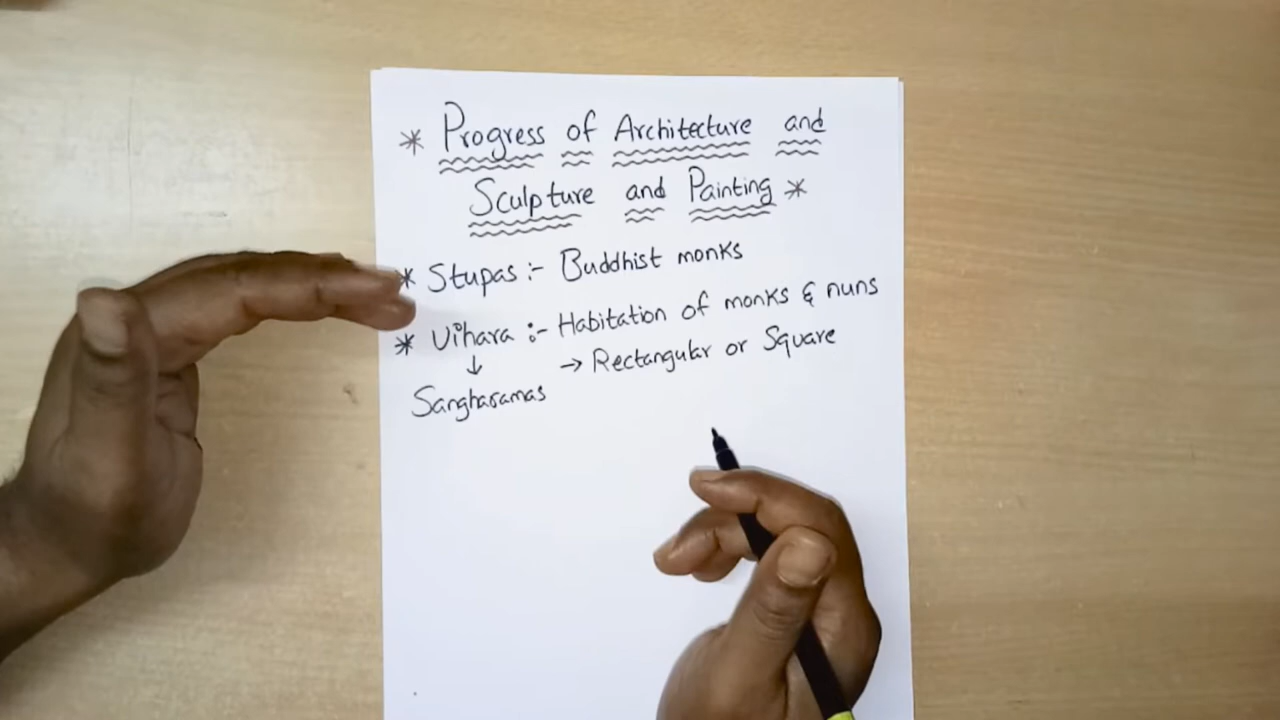 * Progress of Architecture and
Sculpture and Painting *
* Stupas :- Buddhist monks
* Vihara :- Habitation of monks & nuns
↓ → Rectangular or Square
Sangharamas